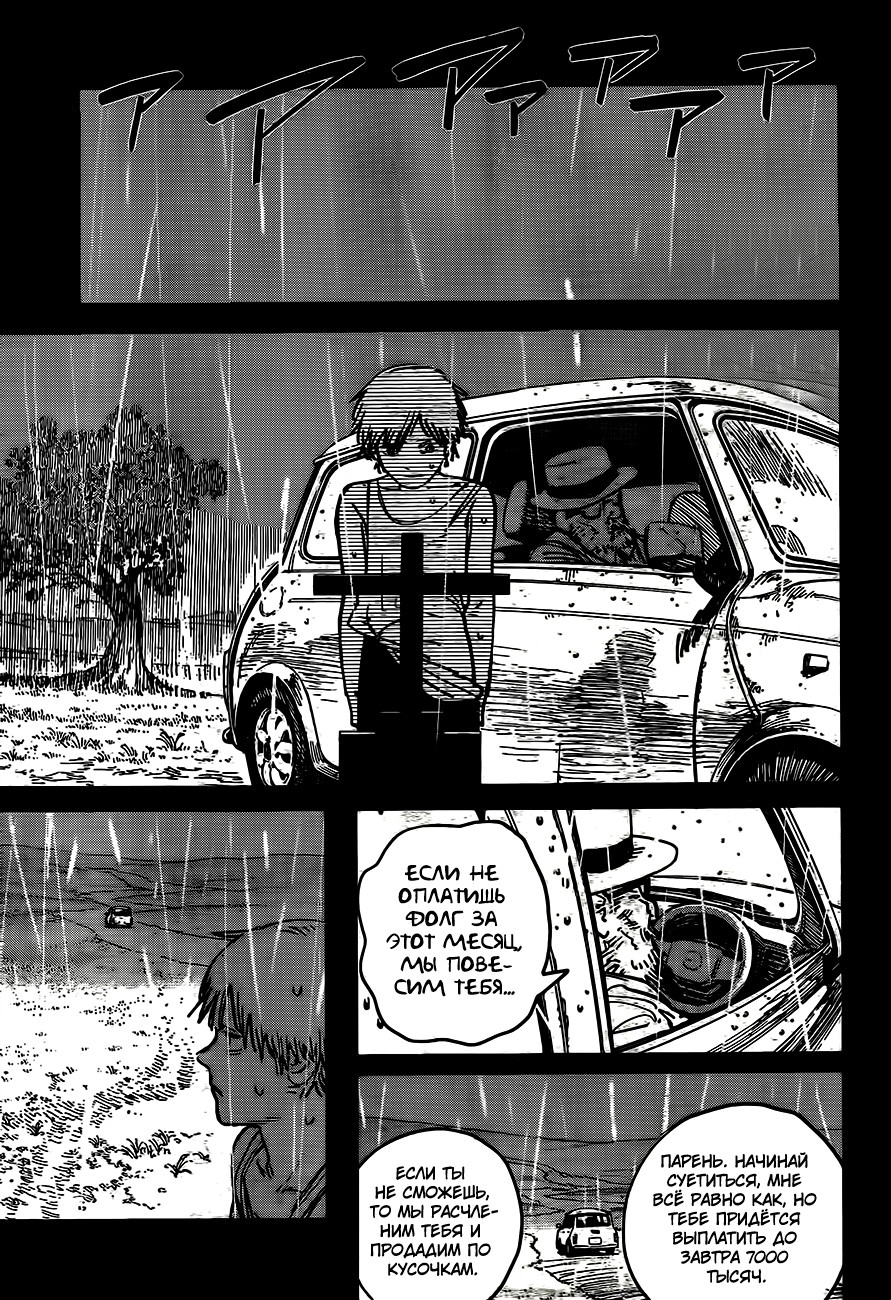 アアアアアアア
ЕСЛИ НЕ
ОПЛАТИШЬ
ДОЛГ ЗА
ЭТОТ МЕСЯЦ,
МЫ ПОВЕ-
СИМ ТЕБЯ...
ПАРЕНЬ. НАЧИНАЙ
СУЕТИТЬСЯ, МНЕ
ВСЁ РАВНО КАК, НО
ТЕБЕ ПРИДЁТСЯ
ВЫПЛАТИТЬ ДО
ЗАВТРА 7000
ТЫСЯЧ.
ЕСЛИ ТЫ
НЕ СМОЖЕШЬ,
ТО МЫ РАСЧЛЕ-
НИМ ТЕБЯ И
ПРОДАДИМ ПО
КУСОЧКАМ.